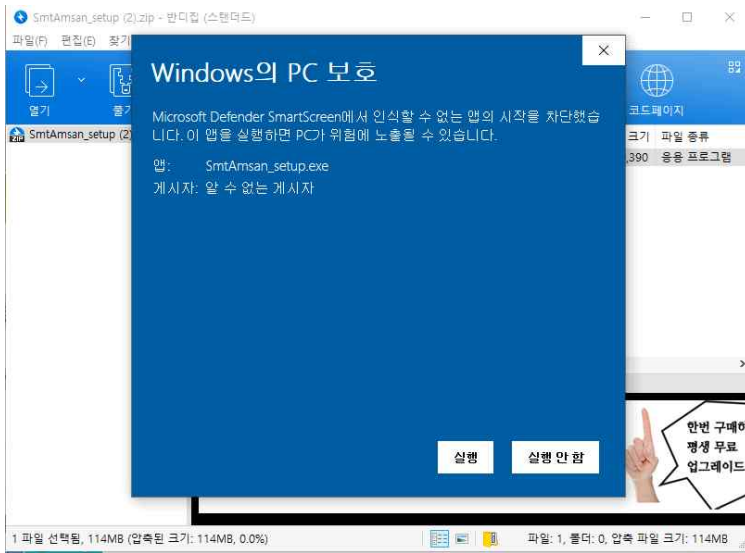 SmtAmsan_setup (2).zip - 반디집 (스탠더드)
파일(F) 편집(E) 찾기
열기
풀기
코드페이지
SmtAmsan_setup (2)
크기 파일 종류
,390 응용 프로그램
Windows의 PC 보호
Microsoft Defender SmartScreen에서 인식할 수 없는 앱의 시작을 차단했습
니다. 이 앱을 실행하면 PC가 위험에 노출될 수 있습니다.
앱: SmtAmsan_setup.exe
게시자: 알 수 없는 게시자
실행
실행 안 함
한번 구매
평생 무료
업그레이드
1 파일 선택됨, 114MB (압축된 크기: 114MB, 0.0%)
파일: 1, 폴더: 0, 압축 파일 크기: 114MB